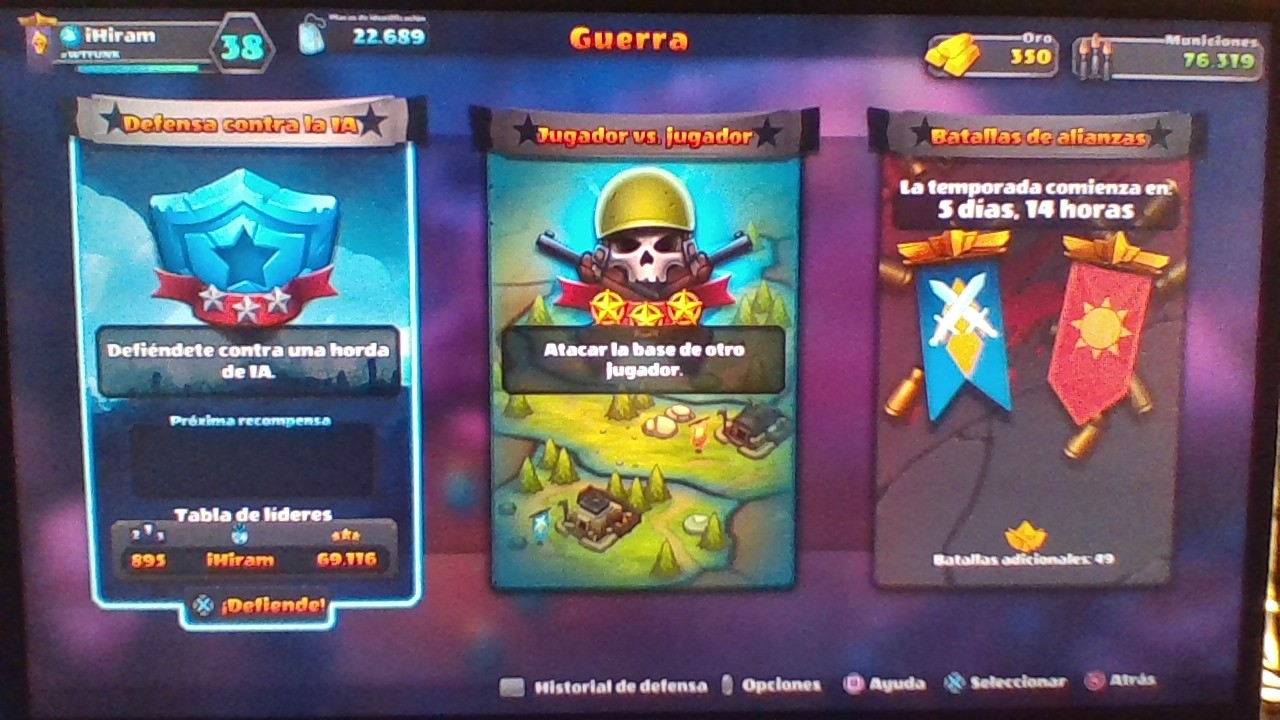 iHiram
38
Placas de identificación
22.689
Guerra
Oro
350
Municiones
76.319
Defensa contra la IA
Defiéndete contra una horda
de IA.
Próxima recompensa
Tabla de líderes
895 iHiram 69.116
¡Defiende!
Jugador vs. jugador
Atacar la base de otro
jugador.
Batallas de alianzas
La temporada comienza en:
5 días, 14 horas
Batallas adicionales: 49
Historial de defensa
Opciones
Ayuda
Seleccionar
Atrás